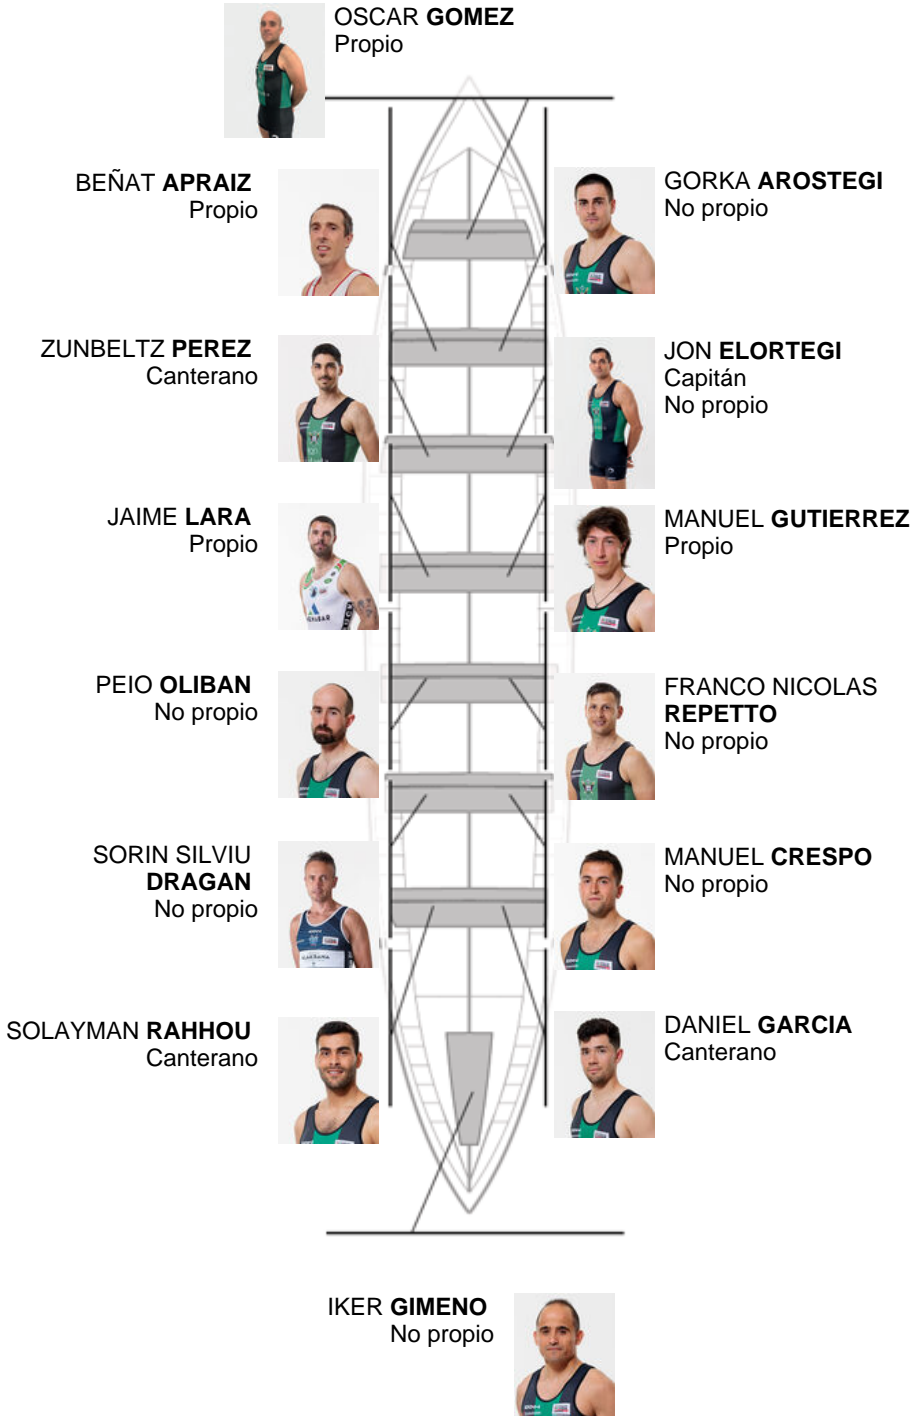 OSCAR GOMEZ
Propio
BEÑAT APRAIZ
Propio
GORKA AROSTEGI
No propio
ZUNBELTZ PEREZ
Canterano
JON ELORTEGI
Capitán
No propio
JAIME LARA
Propio
MANUEL GUTIERREZ
Propio
PEIO OLIBAN
No propio
FRANCO NICOLAS
REPETTO
No propio
SORIN SILVIU
DRAGAN
No propio
MANUEL CRESPO
No propio
SOLAYMAN RAHHOU
Canterano
DANIEL GARCIA
Canterano
IKER GIMENO
No propio